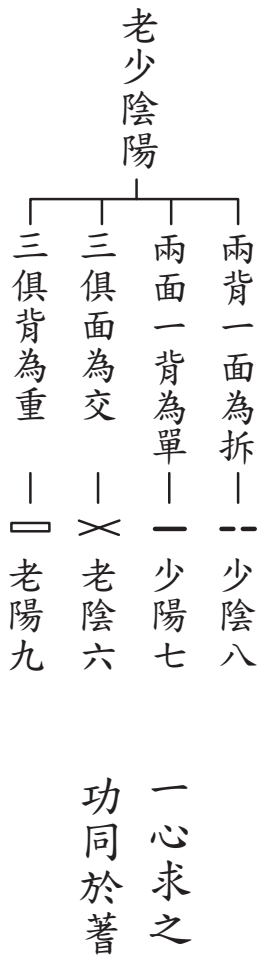 老少陰陽
兩背一面為拆
少陰八
兩面一背為單
少陽七
三俱面為交
老陰六
三俱背為重
老陽九
一心求之
功同於蓍